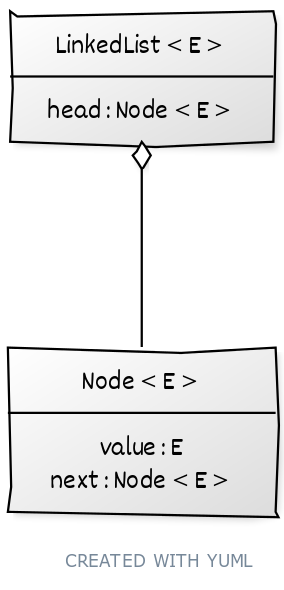 LinkedList < E >
head : Node < E >
Node < E >
value : E
next : Node < E >
CREATED WITH YUML